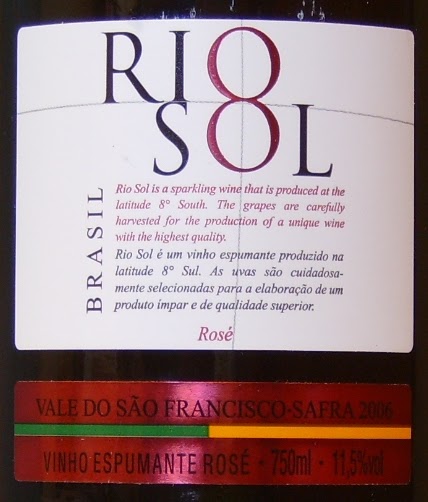 RIO
SOL
BRASIL
Rio Sol is a sparkling wine that is produced at the
latitude 8° South. The grapes are carefully
harvested for the production of a unique wine
with the highest quality.
Rio Sol é um vinho espumante produzido na
latitude 8° Sul. As uvas são cuidadosa-
mente selecionadas para a elaboração de um
produto ímpar e de qualidade superior.
Rosé
VALE DO SÃO FRANCISCO-SAFRA 2006
VINHO ESPUMANTE ROSÉ · 750ml · 11,5%vol